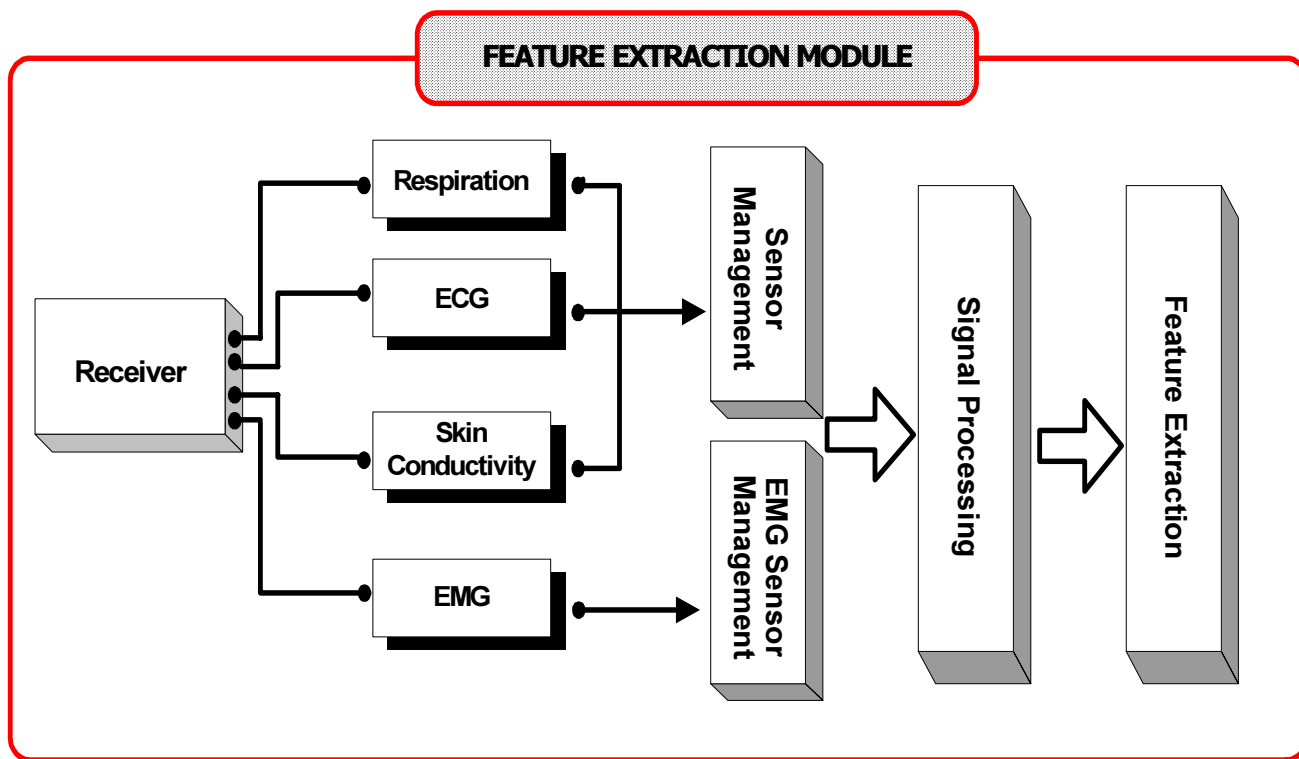 FEATURE EXTRACTION MODULE
Receiver
Respiration
ECG
Skin
Conductivity
EMG
Sensor
Management
EMG Sensor
Management
Signal Processing
Feature Extraction